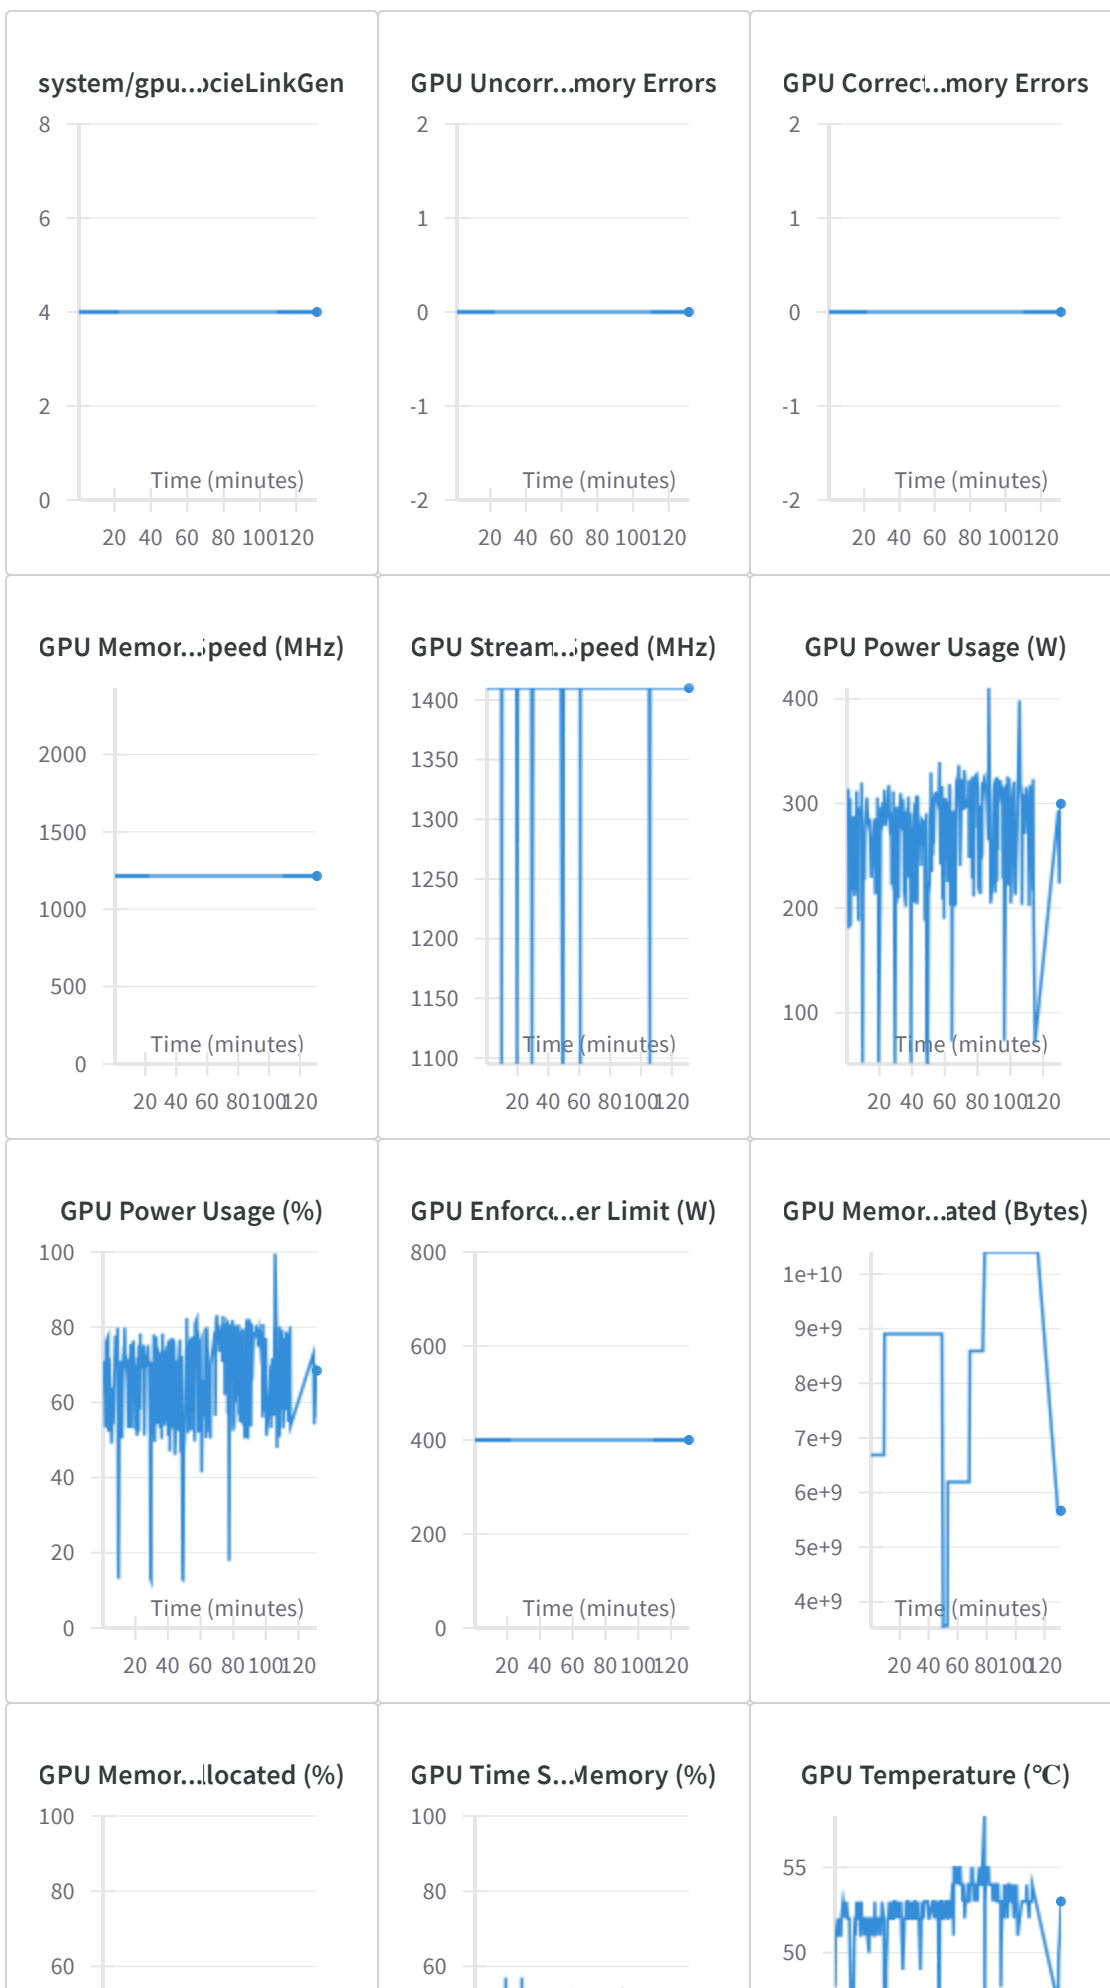 system/gpu...ocieLinkGen
8
6
4
2
0
Time (minutes)
20 40 60 80 100120
GPU Uncorr...mory Errors
2
1
0
-1
-2
Time (minutes)
20 40 60 80 100120
GPU Correct...mory Errors
2
1
0
-1
-2
Time (minutes)
20 40 60 80 100120
GPU Memor...peed (MHz)
2000
1500
1000
500
0
Time (minutes)
20 40 60 80100120
GPU Stream...peed (MHz)
1400
1350
1300
1250
1200
1150
1100
Time (minutes)
20 40 60 80100120
GPU Power Usage (W)
400
300
200
100
Time (minutes)
20 40 60 80100120
GPU Power Usage (%)
100
80
60
40
20
0
Time (minutes)
20 40 60 80100120
GPU Enforce...er Limit (W)
800
600
400
200
0
Time (minutes)
20 40 60 80100120
GPU Memor...ated (Bytes)
1e+10
9e+9
8e+9
7e+9
6e+9
5e+9
4e+9
Time (minutes)
20 40 60 80100120
GPU Memor...llocated (%)
100
80
60
GPU Time S...Memory (%)
100
80
60
GPU Temperature (℃)
55
50